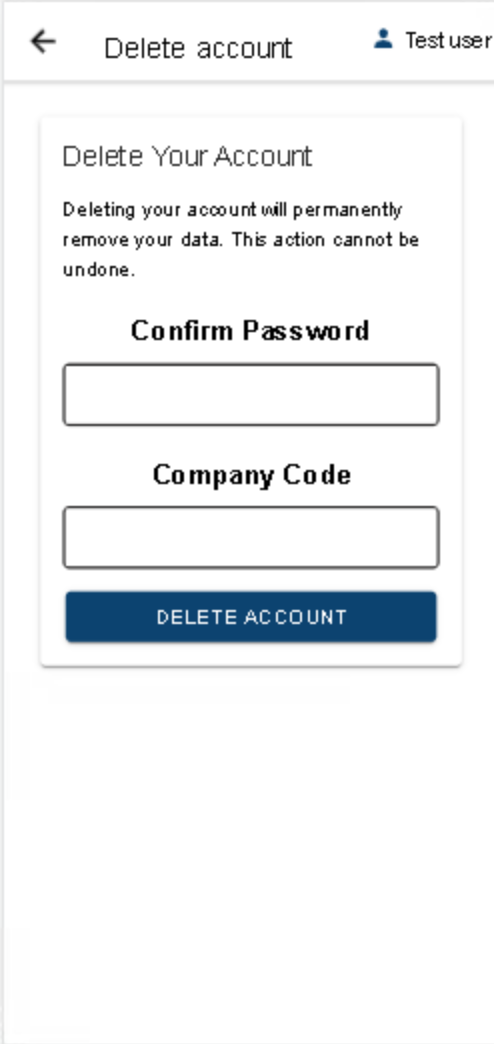 Delete account
Test user
Delete Your Account
Deleting your account will permanently
remove your data. This action cannot be
undone.
Confirm Password
Company Code
DELETE ACCOUNT